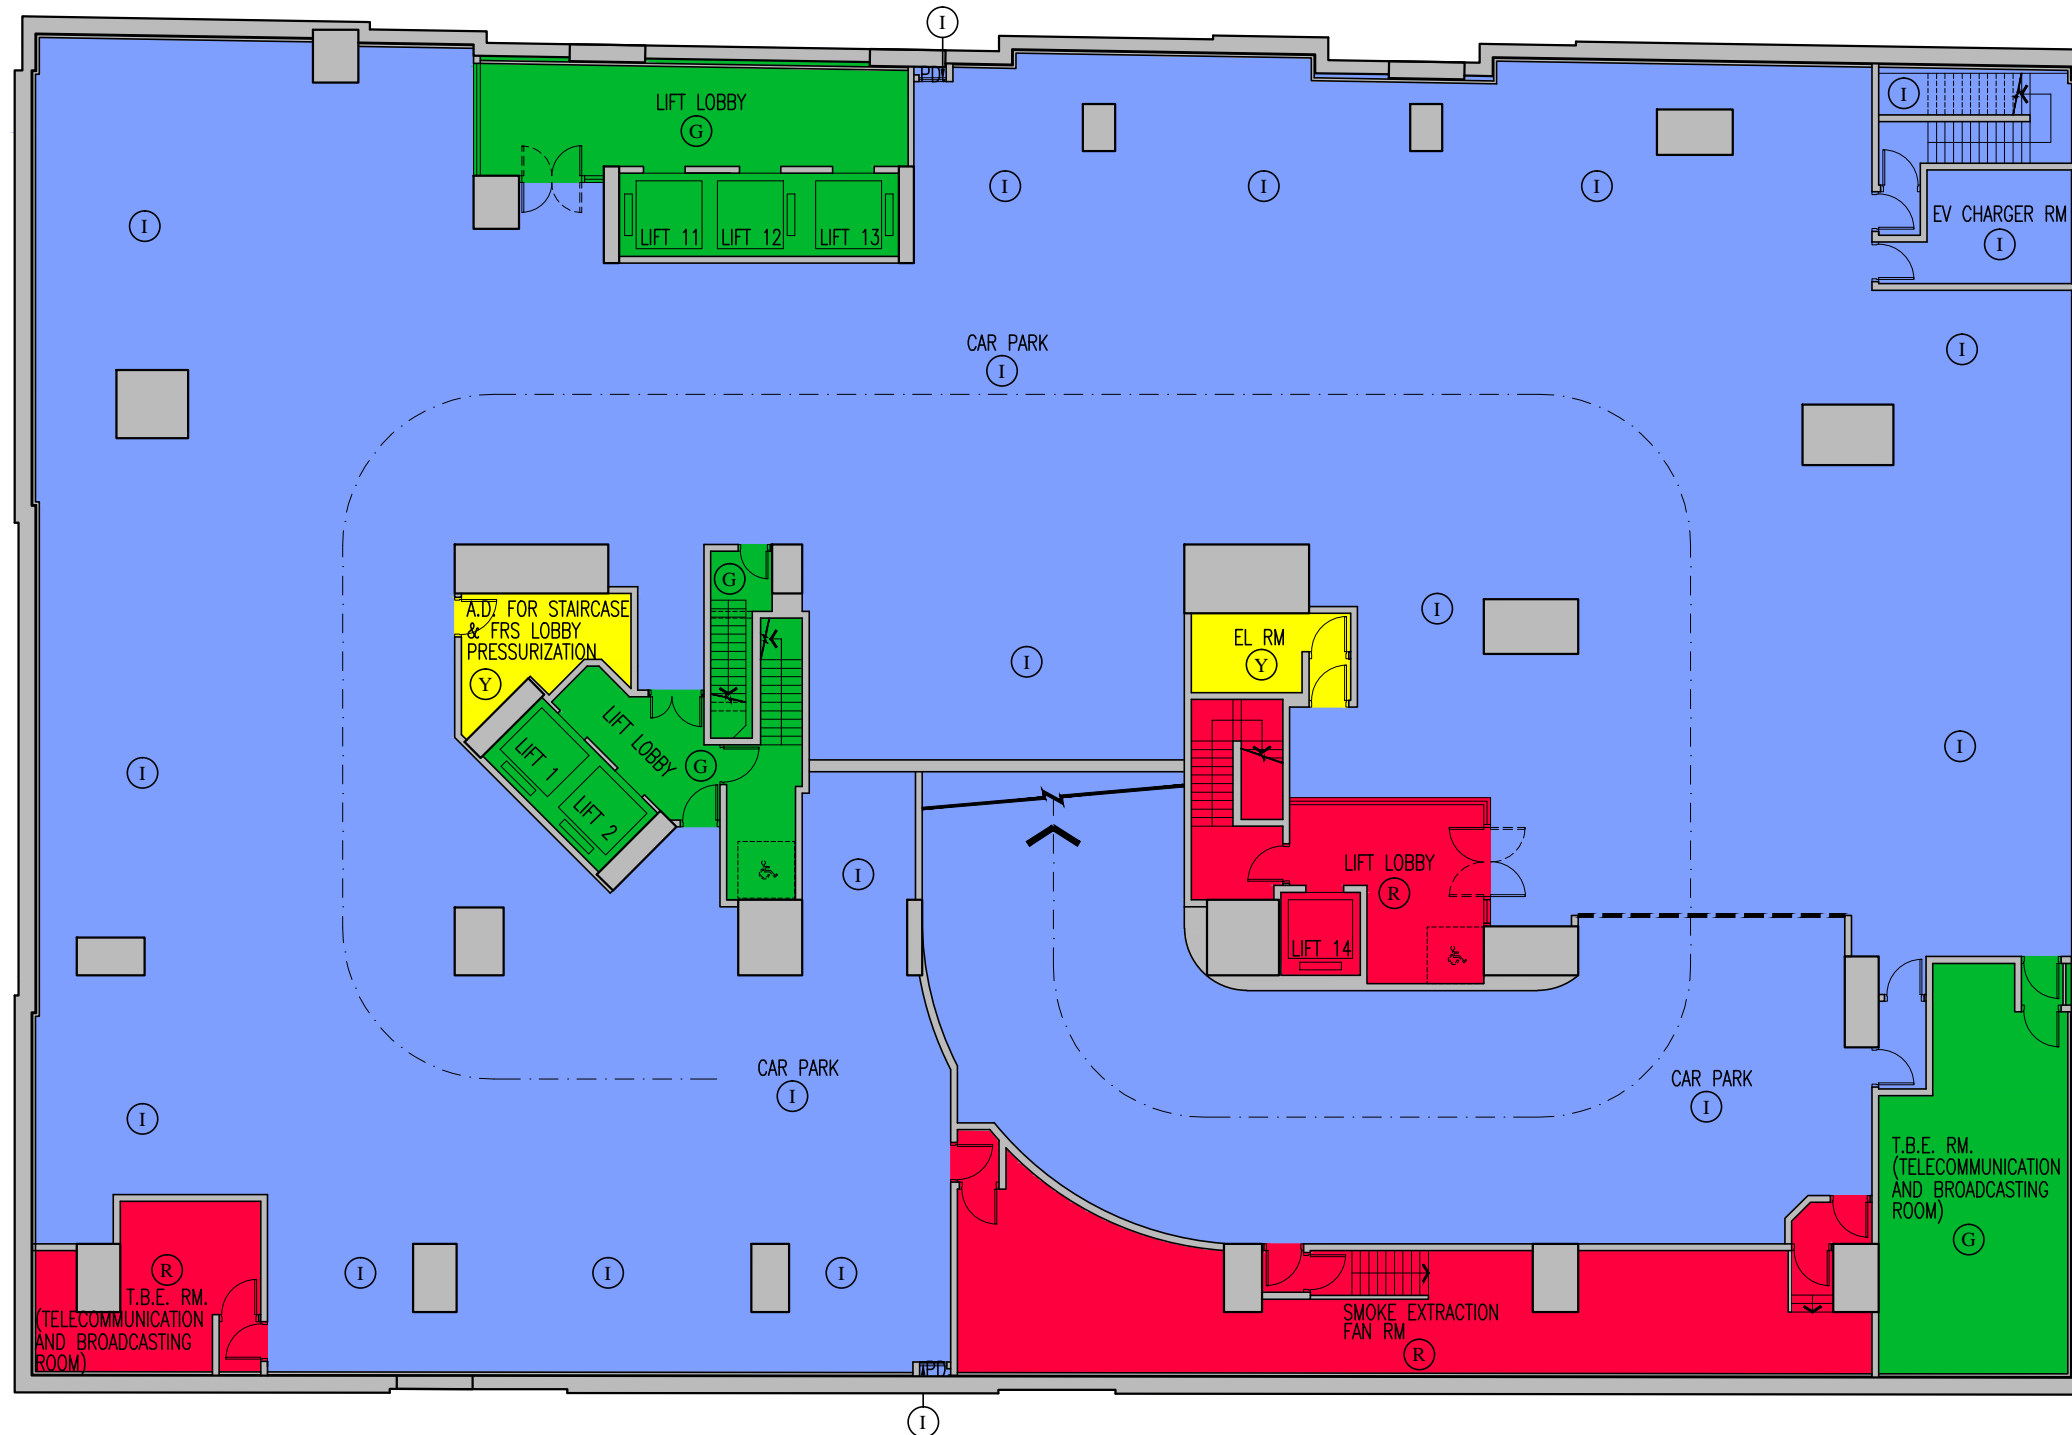 I
PD
LIFT LOBBY
G
I
I
I
I
I
EV CHARGER RM
I
LIFT 11
LIFT 12
LIFT 13
CAR PARK
I
I
G
A.D. FOR STAIRCASE
& FRS LOBBY
PRESSURIZATION
Y
I
EL RM
Y
I
LIFT LOBBY
G
LIFT 1
LIFT 2
I
I
I
LIFT LOBBY
R
LIFT 14
CAR PARK
I
CAR PARK
I
I
T.B.E. RM.
(TELECOMMUNICATION
AND BROADCASTING
ROOM)
G
R
T.B.E. RM.
(TELECOMMUNICATION
AND BROADCASTING
ROOM)
I
I
I
SMOKE EXTRACTION
FAN RM
R
PD
I